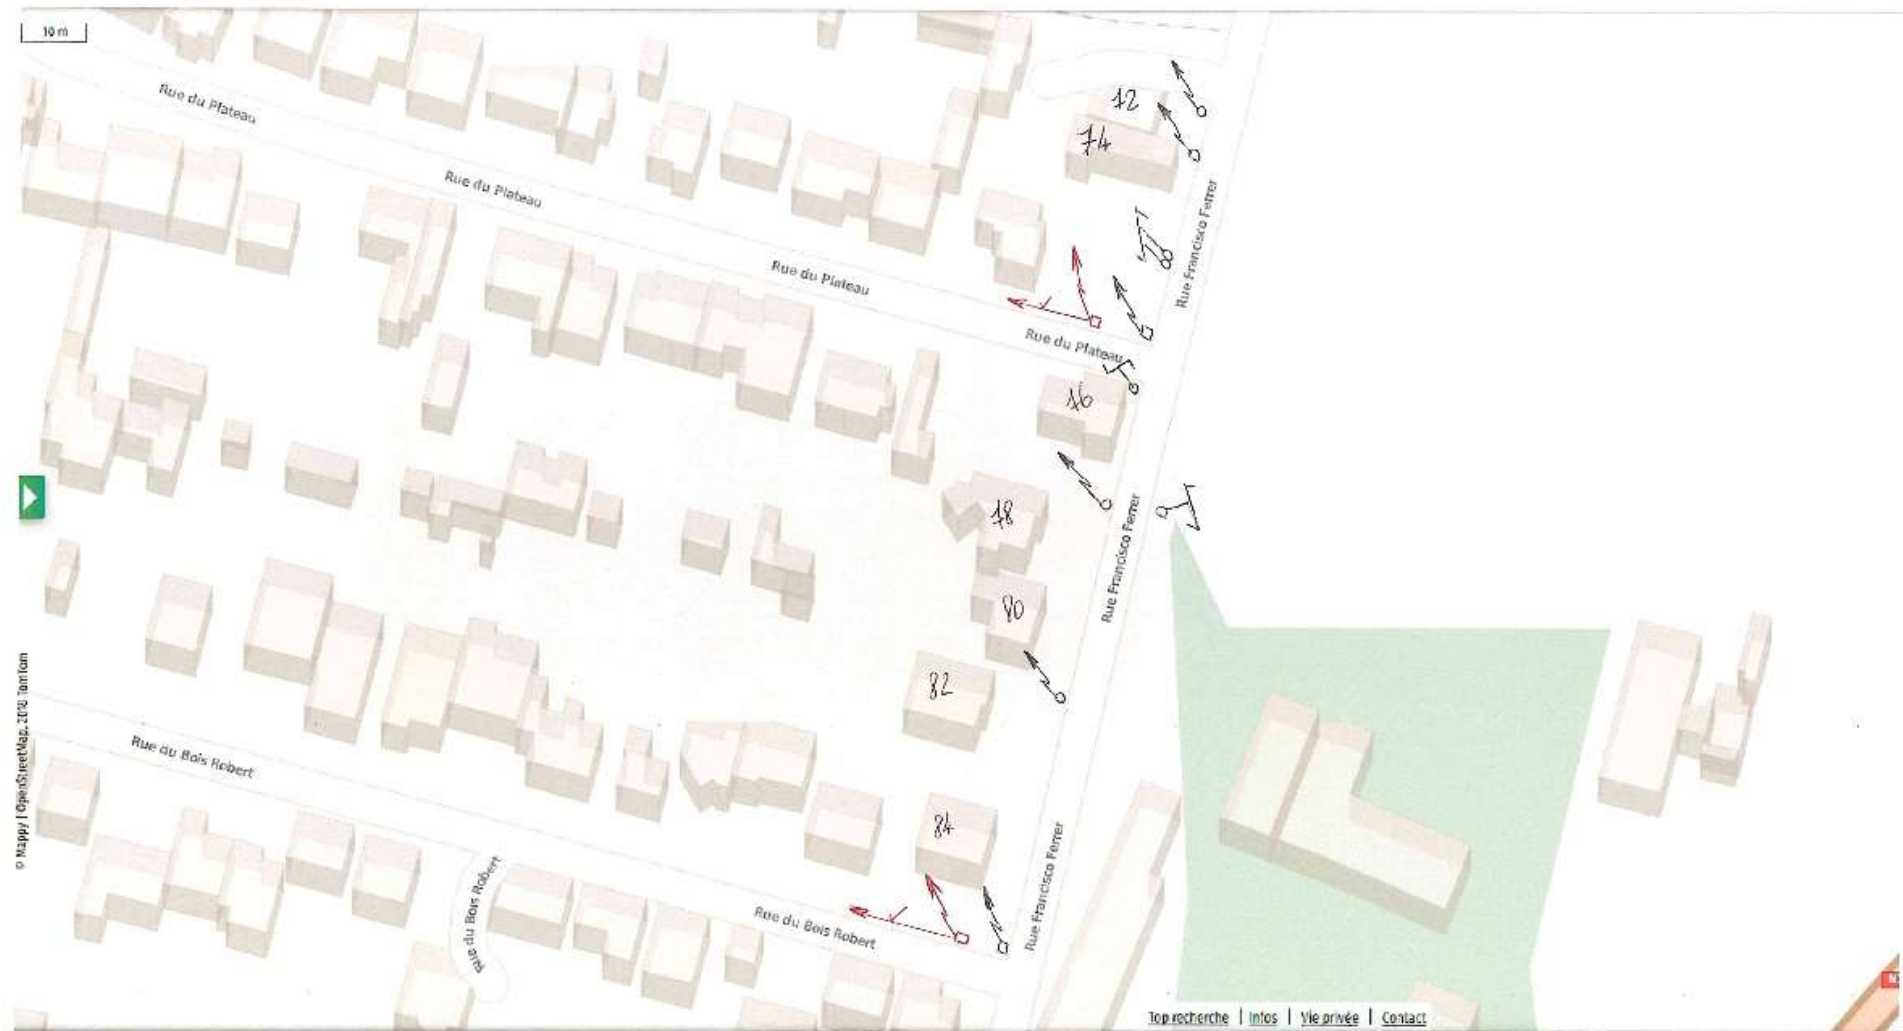 10 m
12
Rue du Plateau
74
Rue du Plateau
Rue Francisco Ferrer
Rue du Plateau
Rue du Plateau
76
78
Rue Francisco Ferrer
80
82
© Mappy | OpenStreetMap, 2018 TomTom
Rue du Bois Robert
84
Rue Francisco Ferrer
Rue du Bois Robert
Rue du Bois Robert
Top recherche | Infos | Vie privée | Contact